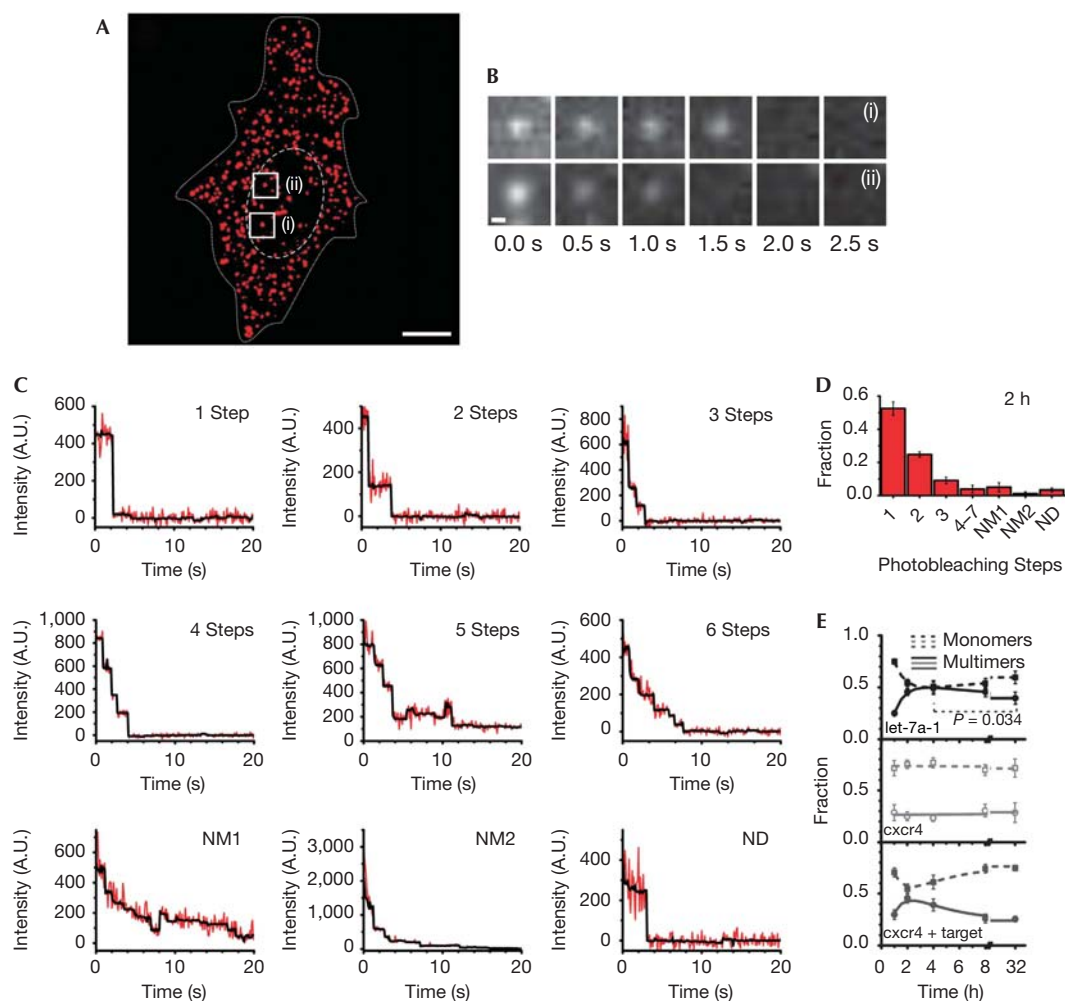 A
(ii)
(i)
B
(i)
(ii)
0.0 s 0.5 s 1.0 s 1.5 s 2.0 s 2.5 s
C
1 Step
Intensity (A.U.)
600
400
200
0
0 10 20
Time (s)
2 Steps
Intensity (A.U.)
400
200
0
0 10 20
Time (s)
3 Steps
Intensity (A.U.)
800
600
400
200
0
0 10 20
Time (s)
4 Steps
Intensity (A.U.)
1,000
800
600
400
200
0
0 10 20
Time (s)
5 Steps
Intensity (A.U.)
1,000
800
600
400
200
0
0 10 20
Time (s)
6 Steps
Intensity (A.U.)
600
400
200
0
0 10 20
Time (s)
NM1
Intensity (A.U.)
600
400
200
0
0 10 20
Time (s)
NM2
Intensity (A.U.)
3,000
2,000
1,000
0
0 10 20
Time (s)
ND
Intensity (A.U.)
400
200
0
0 10 20
Time (s)
D
2 h
Fraction
0.6
0.4
0.2
0.0
1 2 3 4–7 NM1 NM2 ND
Photobleaching Steps
E
Monomers
Multimers
1.0
0.5
0.0
P = 0.034
let-7a-1
Fraction
0.5
0.0
cxcr4
0.5
0.0
cxcr4 + target
0 2 4 6 8 32
Time (h)